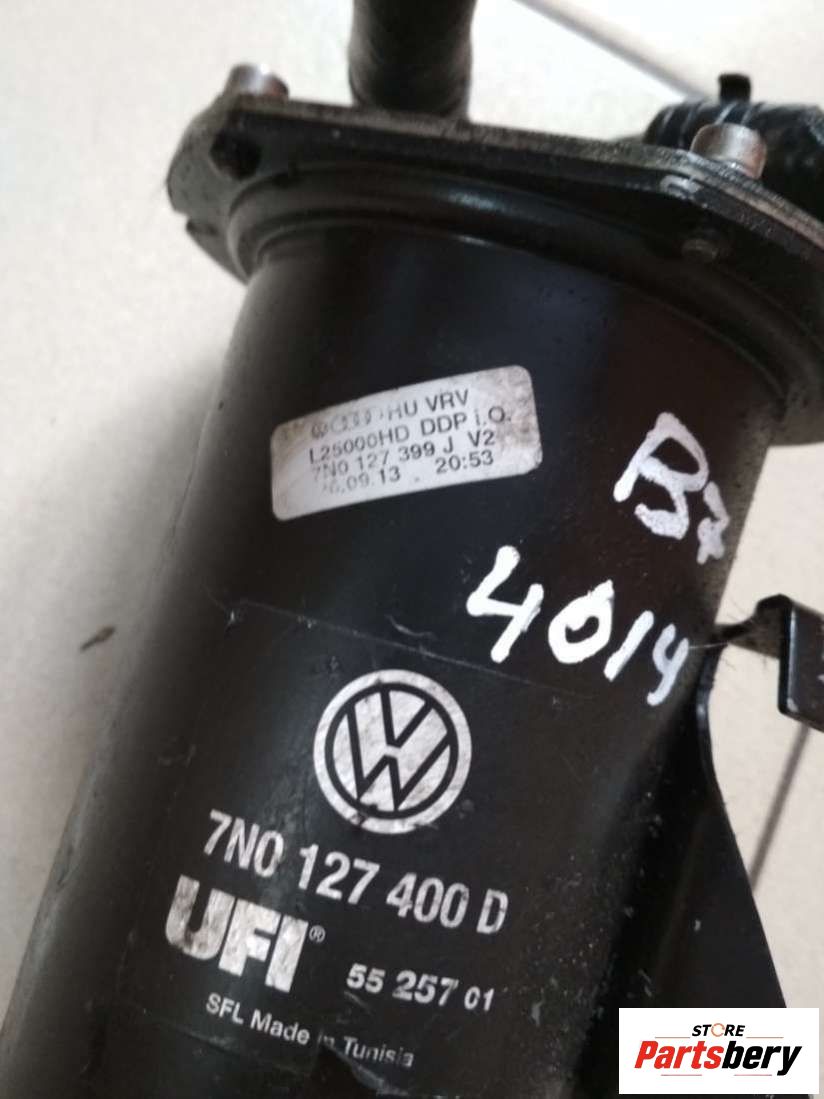 HU VRV
L25000HD DDP i.O.
7N0 127 399 J V2
.09.13 . 20:53
B7
4014
7N0 127 400 D
UFI®
55 257 01
SFL Made in Tunisia
STORE
Partsbery